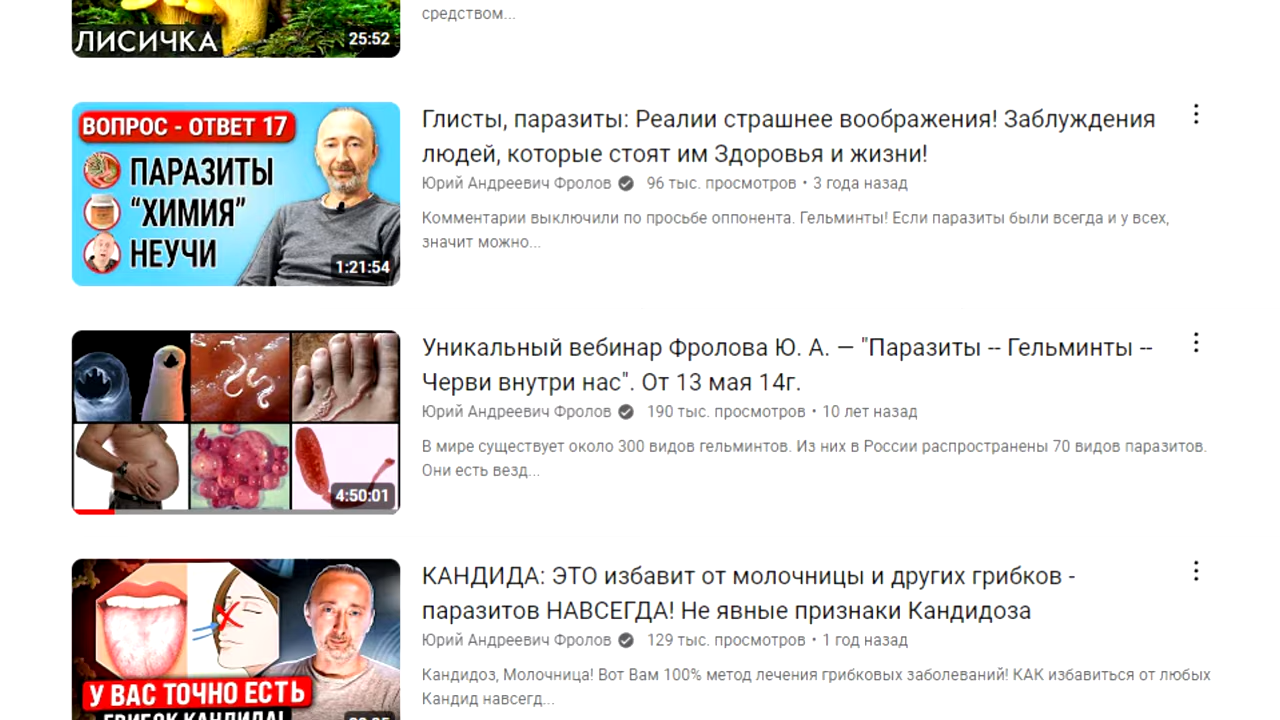 средством...
ЛИСИЧКА
25:52
ВОПРОС - ОТВЕТ 17
ПАРАЗИТЫ
"ХИМИЯ"
НЕУЧИ
1:21:54
Глисты, паразиты: Реалии страшнее воображения! Заблуждения
людей, которые стоят им Здоровья и жизни!
Юрий Андреевич Фролов 96 тыс. просмотров • 3 года назад
Комментарии выключили по просьбе оппонента. Гельминты! Если паразиты были всегда и у всех,
значит можно...
4:50:01
Уникальный вебинар Фролова Ю. А. — "Паразиты -- Гельминты --
Черви внутри нас". От 13 мая 14г.
Юрий Андреевич Фролов 190 тыс. просмотров • 10 лет назад
В мире существует около 300 видов гельминтов. Из них в России распространены 70 видов паразитов.
Они есть везд...
У ВАС ТОЧНО ЕСТЬ
ГРИБОК КАНДИДА!
КАНДИДА: ЭТО избавит от молочницы и других грибков -
паразитов НАВСЕГДА! Не явные признаки Кандидоза
Юрий Андреевич Фролов 129 тыс. просмотров • 1 год назад
Кандидоз, Молочница! Вот Вам 100% метод лечения грибковых заболеваний! КАК избавиться от любых
Кандид навсегд...